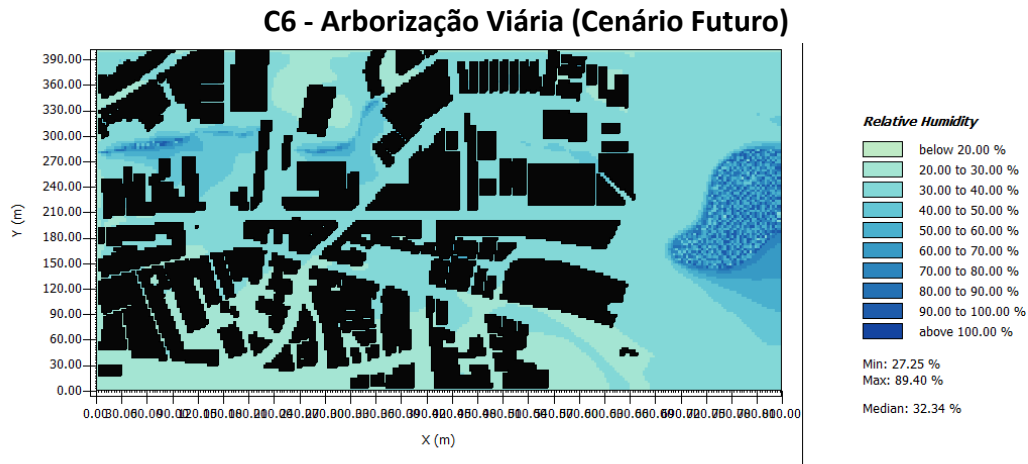 C6 - Arborização Viária (Cenário Futuro)
390.00
360.00
330.00
300.00
270.00
240.00
210.00
180.00
150.00
120.00
90.00
60.00
30.00
0.00
Y (m)
X (m)
Relative Humidity
below 20.00 %
20.00 to 30.00 %
30.00 to 40.00 %
40.00 to 50.00 %
50.00 to 60.00 %
60.00 to 70.00 %
70.00 to 80.00 %
80.00 to 90.00 %
90.00 to 100.00 %
above 100.00 %
Min: 27.25 %
Max: 89.40 %
Median: 32.34 %